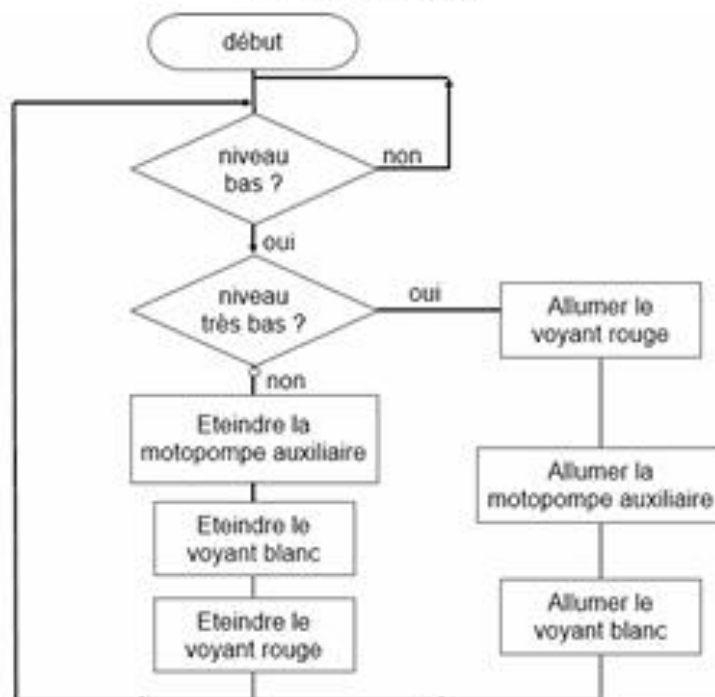 début
niveau
bas ?
non
oui
niveau
très bas ?
oui
Allumer le
voyant rouge
non
Eteindre la
motopompe auxiliaire
Allumer la
motopompe auxiliaire
Eteindre le
voyant blanc
Allumer le
voyant blanc
Eteindre le
voyant rouge